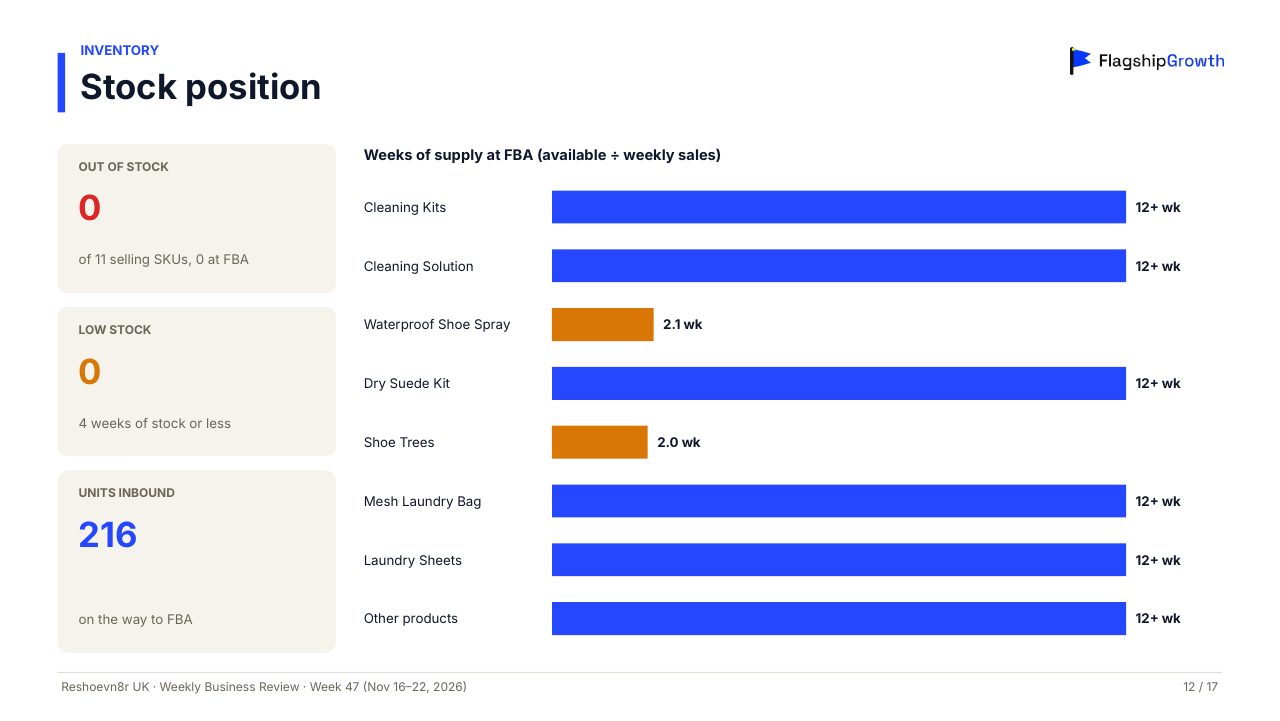 INVENTORY
Stock position
FlagshipGrowth
OUT OF STOCK
0
of 11 selling SKUs, 0 at FBA
LOW STOCK
0
4 weeks of stock or less
UNITS INBOUND
216
on the way to FBA
Weeks of supply at FBA (available ÷ weekly sales)
Cleaning Kits 12+ wk
Cleaning Solution 12+ wk
Waterproof Shoe Spray 2.1 wk
Dry Suede Kit 12+ wk
Shoe Trees 2.0 wk
Mesh Laundry Bag 12+ wk
Laundry Sheets 12+ wk
Other products 12+ wk
Reshoevn8r UK · Weekly Business Review · Week 47 (Nov 16–22, 2026)
12 / 17